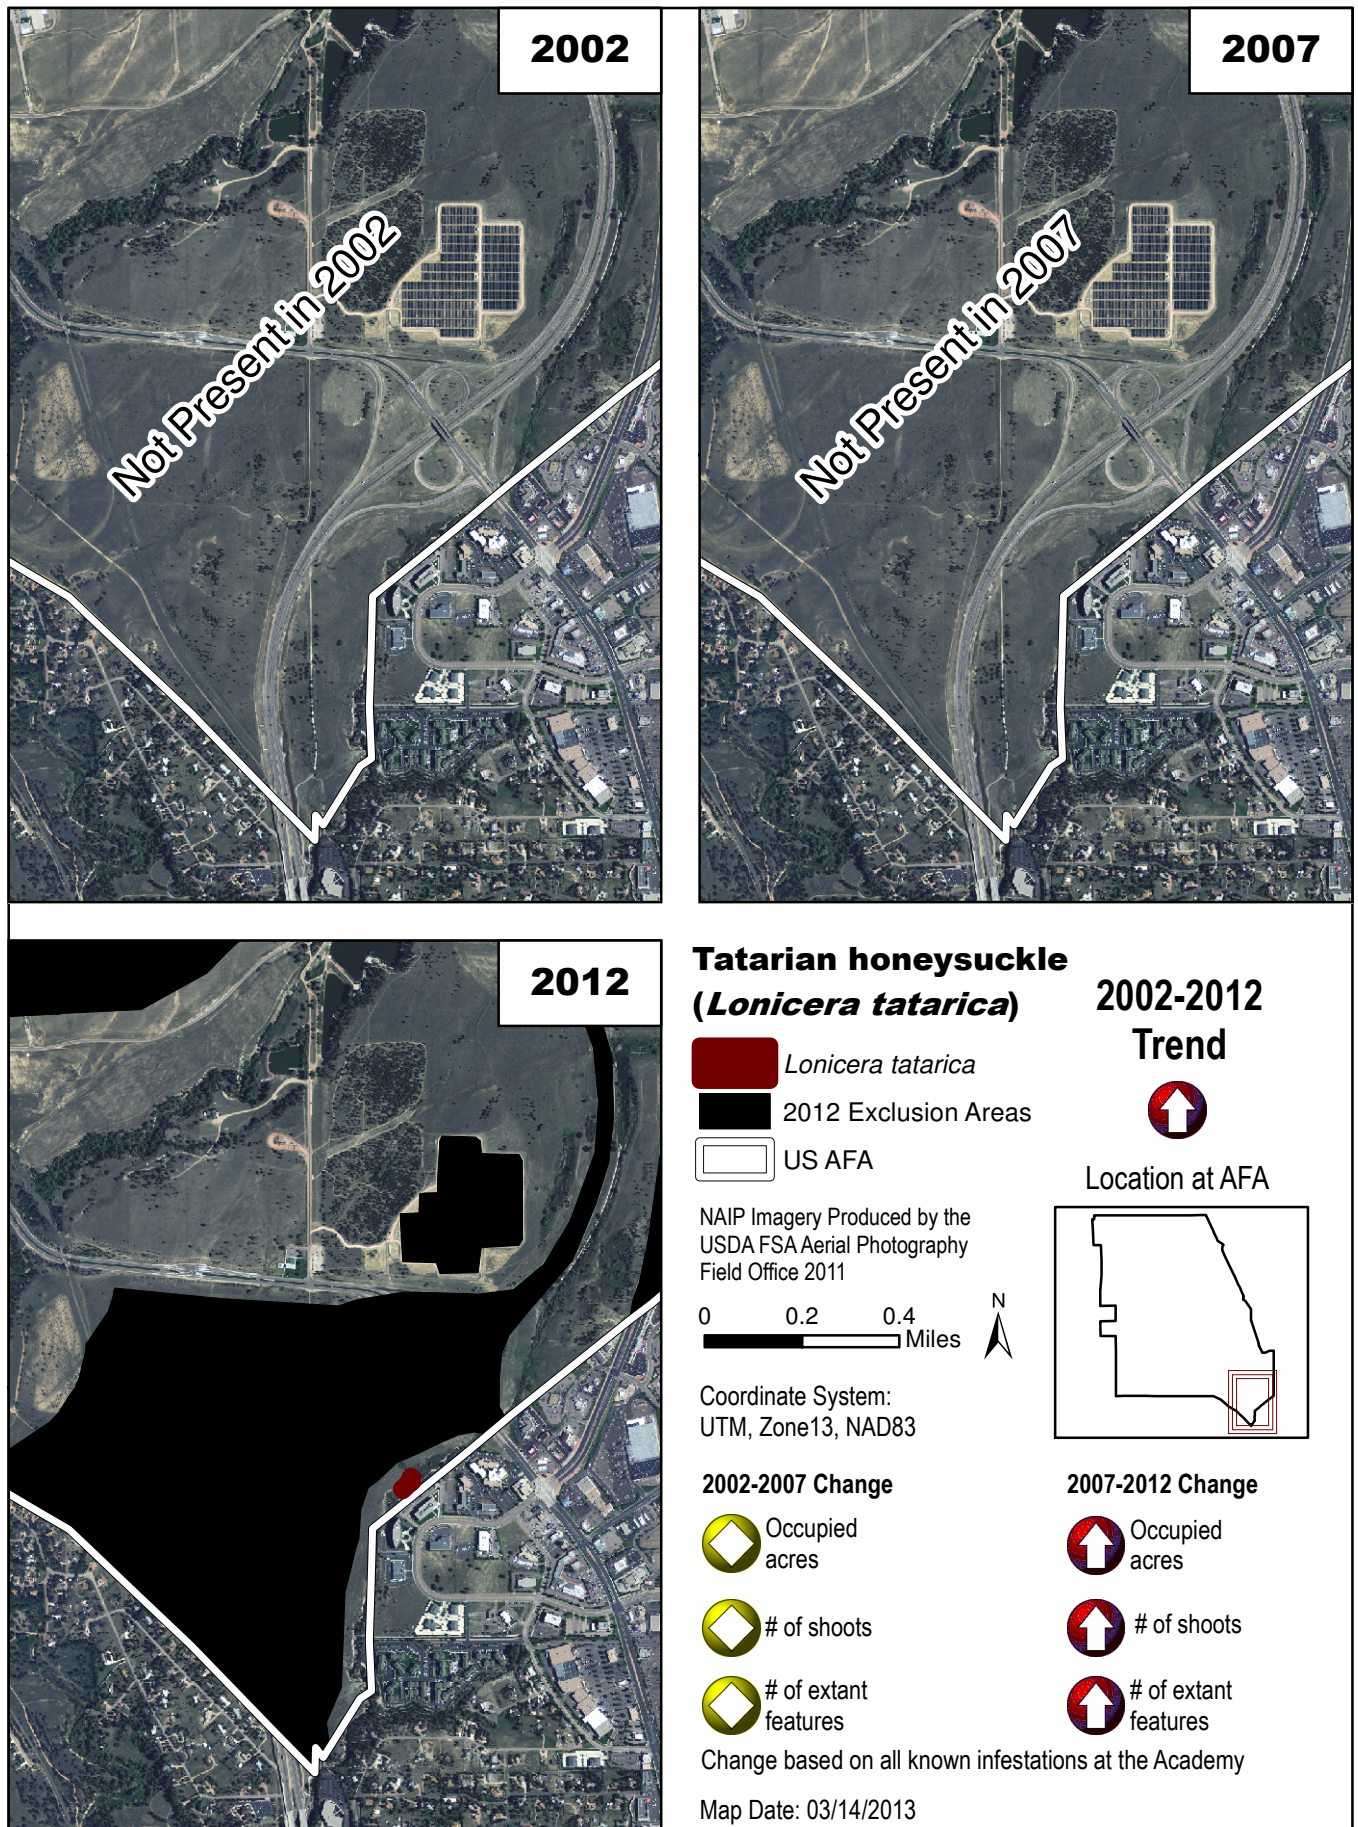 2002
Not Present in 2002
2007
Not Present in 2007
2012
Tatarian honeysuckle
(Lonicera tatarica)
Lonicera tatarica
2012 Exclusion Areas
US AFA
NAIP Imagery Produced by the
USDA FSA Aerial Photography
Field Office 2011
0 0.2 0.4
Miles
N
Coordinate System:
UTM, Zone13, NAD83
2002-2012
Trend
Location at AFA
2002-2007 Change
Occupied
acres
# of shoots
# of extant
features
2007-2012 Change
Occupied
acres
# of shoots
# of extant
features
Change based on all known infestations at the Academy
Map Date: 03/14/2013